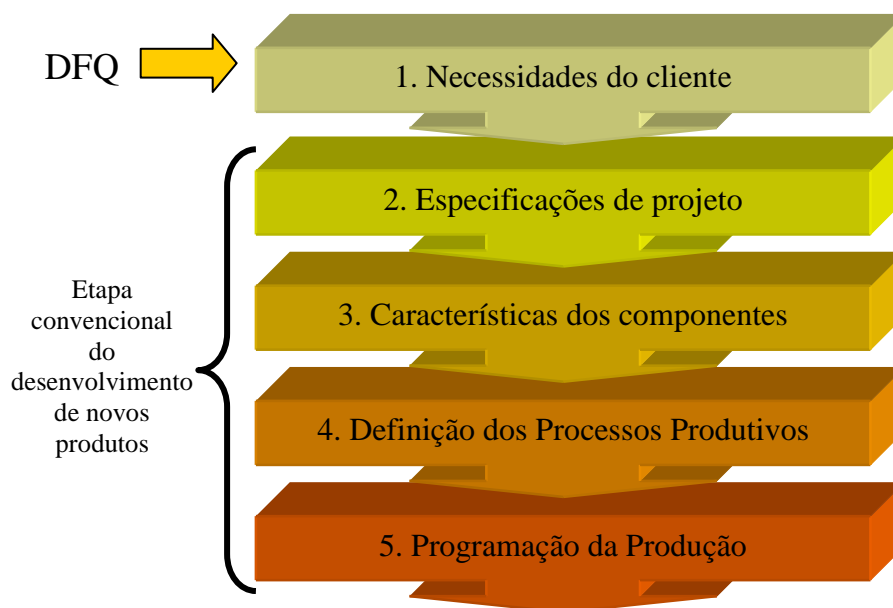 DFQ
1. Necessidades do cliente
2. Especificações de projeto
3. Características dos componentes
4. Definição dos Processos Produtivos
5. Programação da Produção
Etapa
convencional
do
desenvolvimento
de novos
produtos